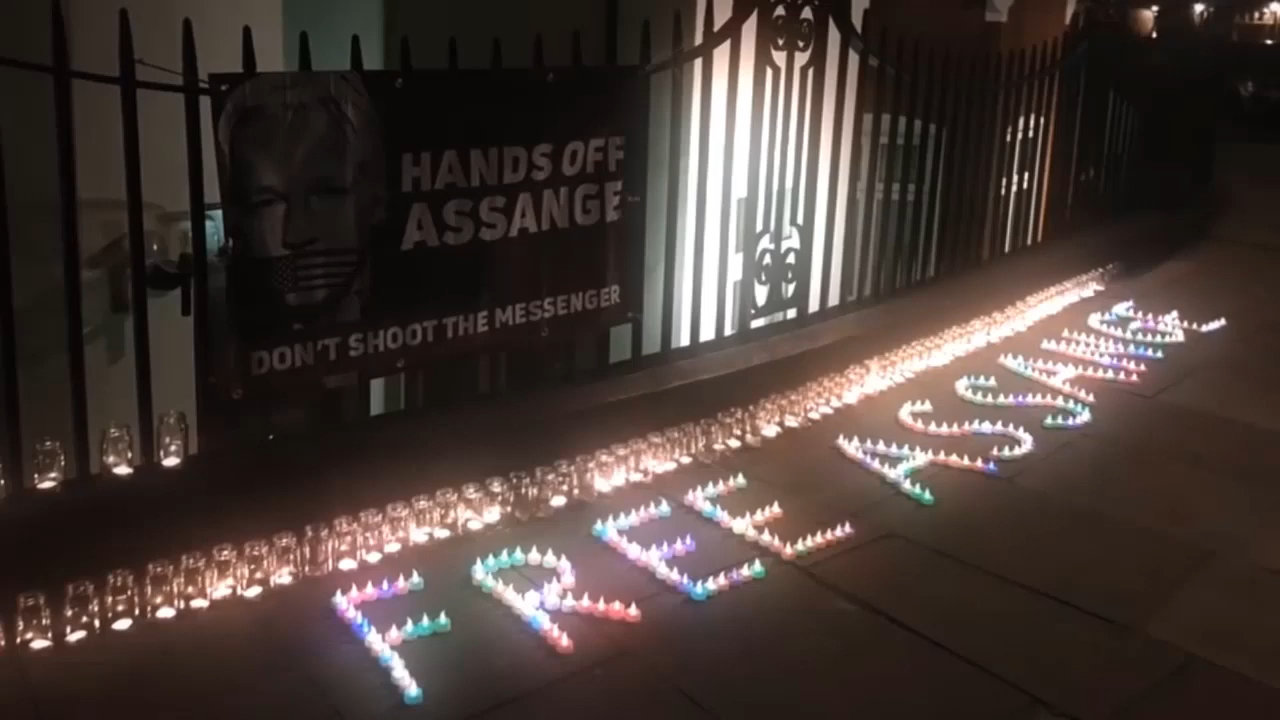 HANDS OFF
ASSANGE
DON'T SHOOT THE MESSENGER
FREE ASSANGE